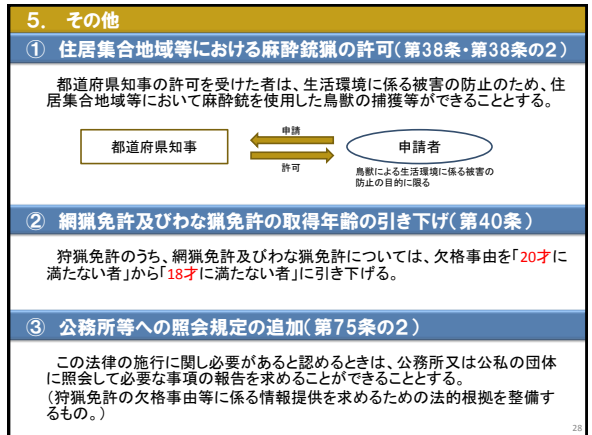 5. その他
① 住居集合地域等における麻酔銃猟の許可(第38条・第38条の2)
都道府県知事の許可を受けた者は、生活環境に係る被害の防止のため、住
居集合地域等において麻酔銃を使用した鳥獣の捕獲等ができることとする。
申請
都道府県知事
申請者
許可
鳥獣による生活環境に係る被害の
防止の目的に限る
② 網猟免許及びわな猟免許の取得年齢の引き下げ(第40条)
狩猟免許のうち、網猟免許及びわな猟免許については、欠格事由を「20才に
満たない者」から「18才に満たない者」に引き下げる。
③ 公務所等への照会規定の追加(第75条の2)
この法律の施行に関し必要があると認めるときは、公務所又は公私の団体
に照会して必要な事項の報告を求めることができることとする。
(狩猟免許の欠格事由等に係る情報提供を求めるための法的根拠を整備す
るもの。)
28